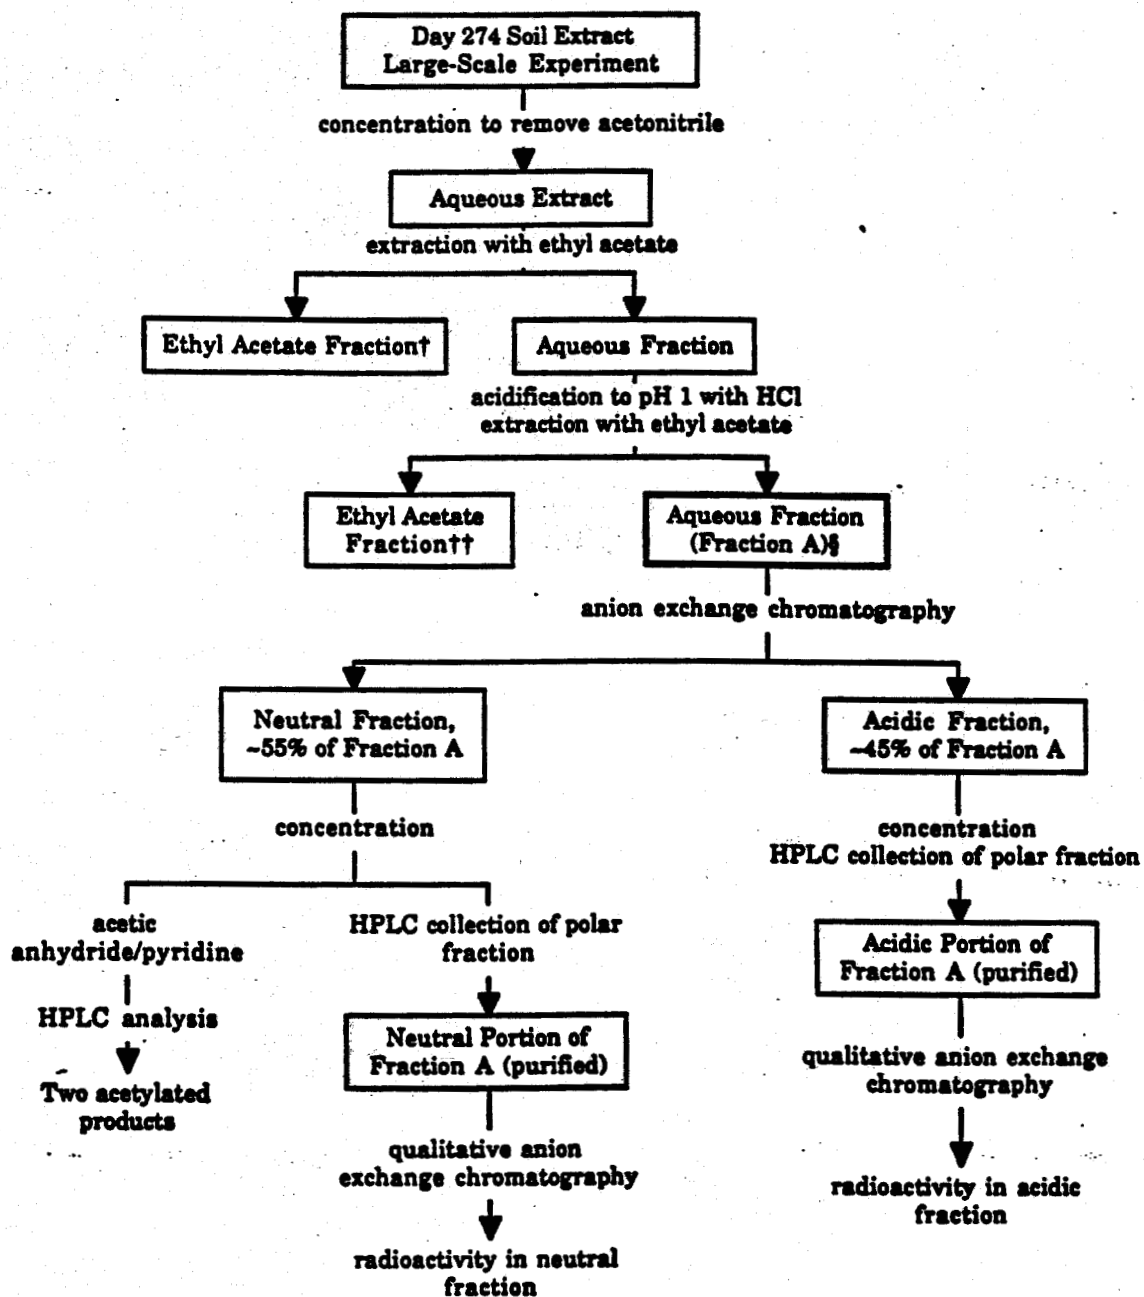 Day 274 Soil Extract
Large-Scale Experiment
concentration to remove acetonitrile
Aqueous Extract
extraction with ethyl acetate
Ethyl Acetate Fraction†
Aqueous Fraction
acidification to pH 1 with HCl
extraction with ethyl acetate
Ethyl Acetate
Fraction††
Aqueous Fraction
(Fraction A)§
anion exchange chromatography
Neutral Fraction,
~55% of Fraction A
Acidic Fraction,
~45% of Fraction A
concentration
concentration
HPLC collection of polar fraction
acetic
anhydride/pyridine
HPLC analysis
Two acetylated
products
HPLC collection of polar
fraction
Neutral Portion of
Fraction A (purified)
qualitative anion
exchange chromatography
radioactivity in neutral
fraction
Acidic Portion of
Fraction A (purified)
qualitative anion exchange
chromatography
radioactivity in acidic
fraction